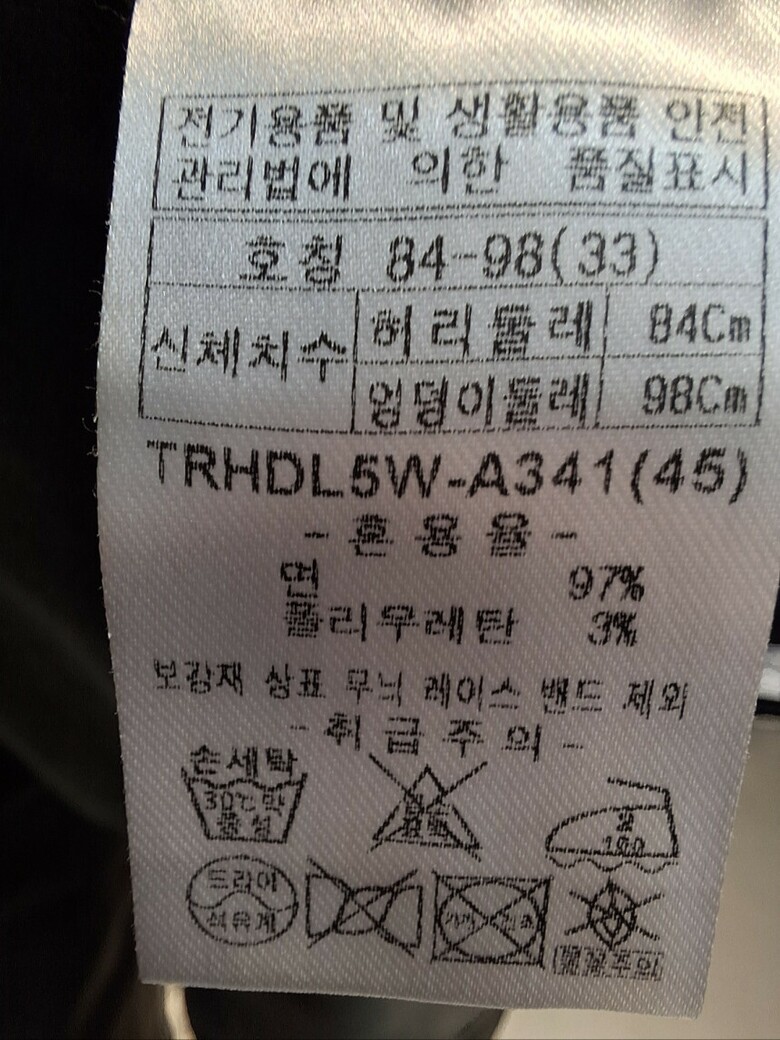 전기용품 및 생활용품 안전
관리법에 의한 품질표시
호칭 84-98(33)
신체치수 허리둘레 84Cm
엉덩이둘레 98Cm
TRHDL5W-A341(45)
- 혼용율 -
면 97%
폴리우레탄 3%
보강재 상표 무늬 레이스 밴드 제외
- 취급주의 -
손세탁
30℃약
중성
표백
160
드라이
석유계